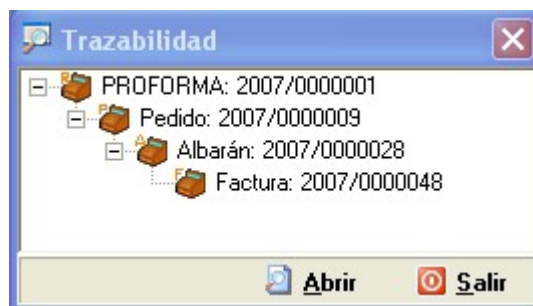 Trazabilidad
PROFORMA: 2007/0000001
Pedido: 2007/0000009
Albarán: 2007/0000028
Factura: 2007/0000048
Abrir Salir